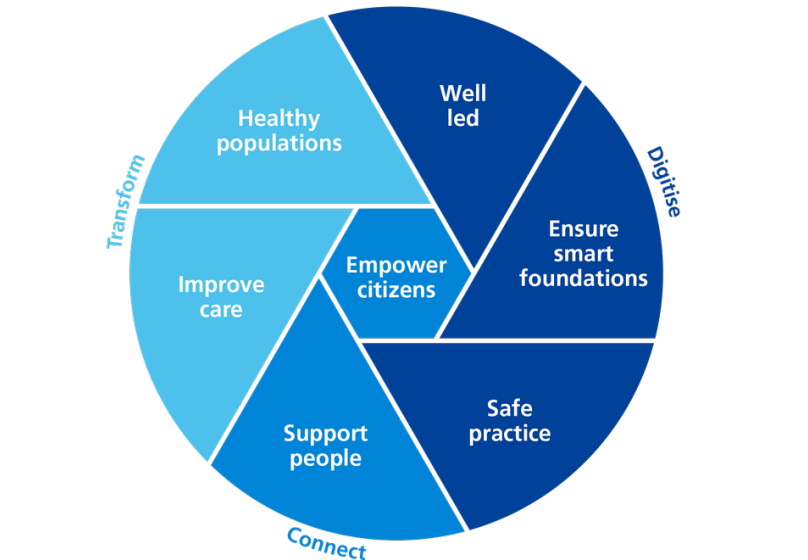 Well
led
Healthy
populations
Digitise
Transform
Ensure
smart
foundations
Empower
citizens
Improve
care
Safe
practice
Support
people
Connect